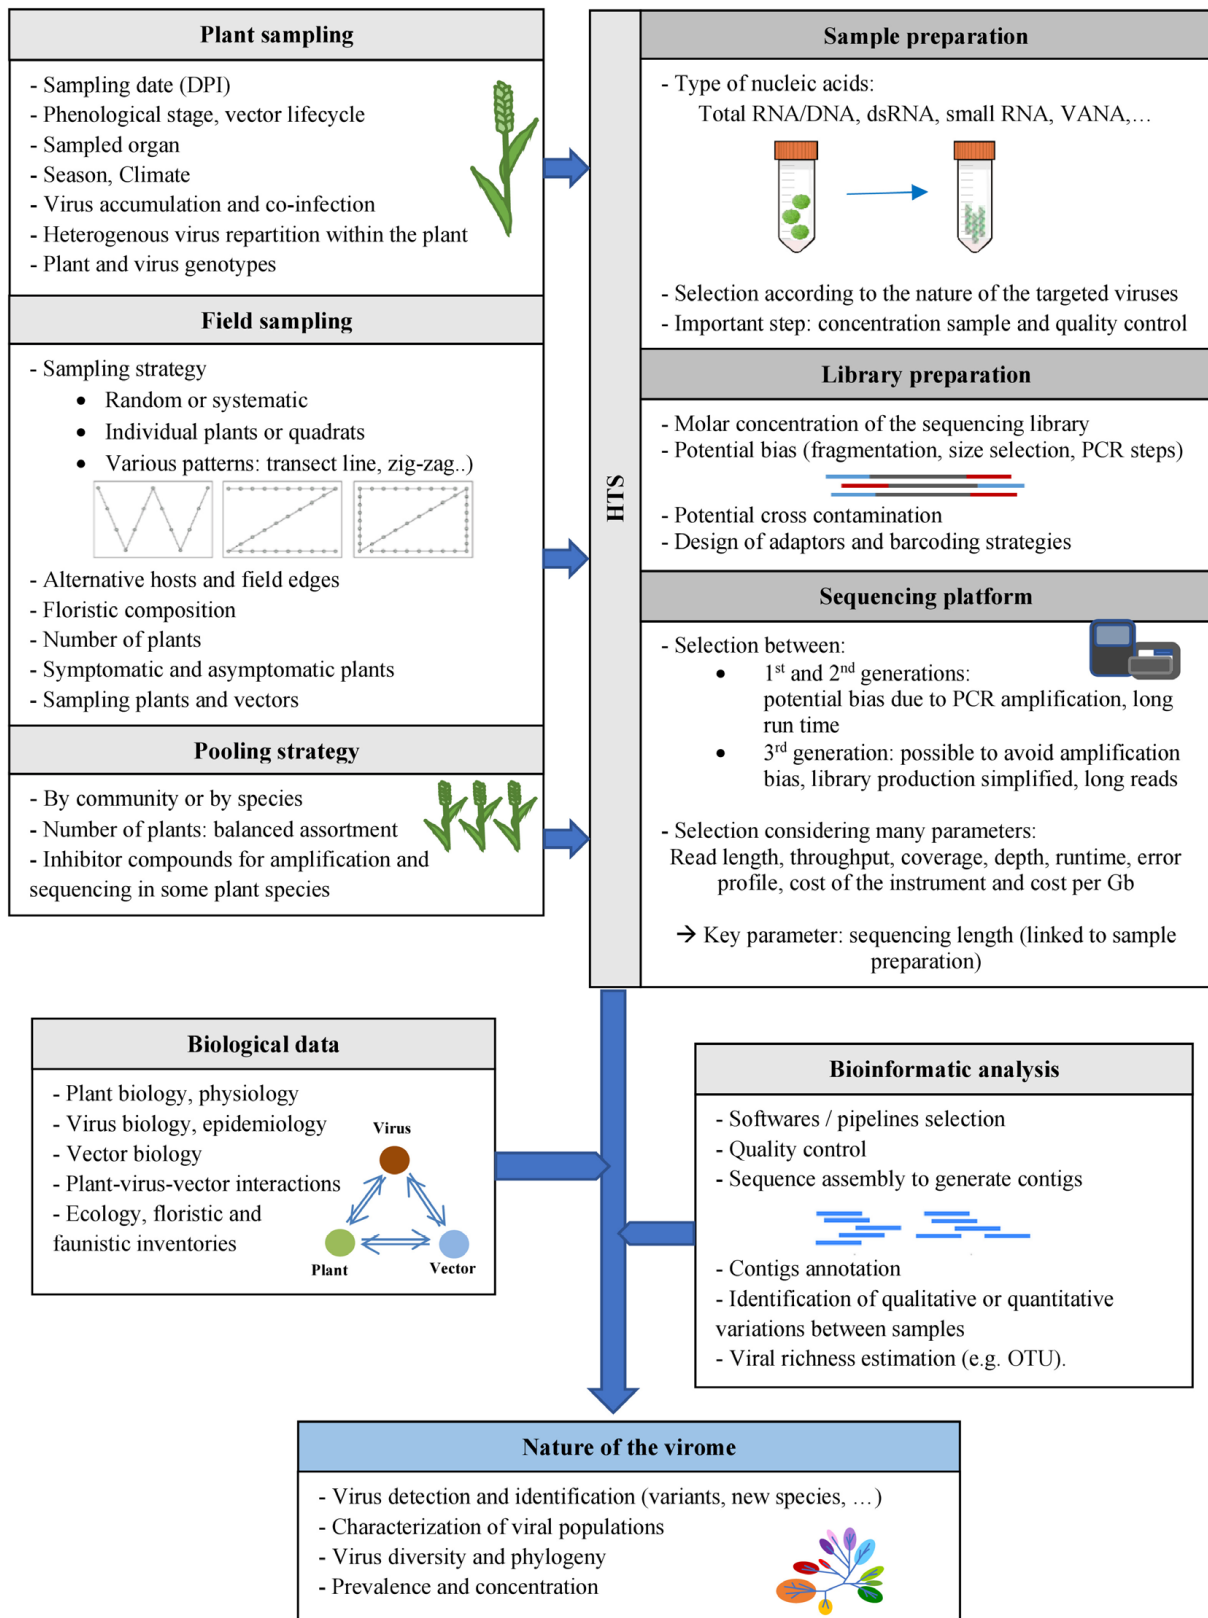 Plant sampling
- Sampling date (DPI)
- Phenological stage, vector lifecycle
- Sampled organ
- Season, Climate
- Virus accumulation and co-infection
- Heterogenous virus repartition within the plant
- Plant and virus genotypes
Field sampling
- Sampling strategy
• Random or systematic
• Individual plants or quadrats
• Various patterns: transect line, zig-zag..)
- Alternative hosts and field edges
- Floristic composition
- Number of plants
- Symptomatic and asymptomatic plants
- Sampling plants and vectors
Pooling strategy
- By community or by species
- Number of plants: balanced assortment
- Inhibitor compounds for amplification and
sequencing in some plant species
HTS
Sample preparation
- Type of nucleic acids:
Total RNA/DNA, dsRNA, small RNA, VANA,…
- Selection according to the nature of the targeted viruses
- Important step: concentration sample and quality control
Library preparation
- Molar concentration of the sequencing library
- Potential bias (fragmentation, size selection, PCR steps)
- Potential cross contamination
- Design of adaptors and barcoding strategies
Sequencing platform
- Selection between:
• 1st and 2nd generations:
potential bias due to PCR amplification, long
run time
• 3rd generation: possible to avoid amplification
bias, library production simplified, long reads
- Selection considering many parameters:
Read length, throughput, coverage, depth, runtime, error
profile, cost of the instrument and cost per Gb
→ Key parameter: sequencing length (linked to sample
preparation)
Biological data
- Plant biology, physiology
- Virus biology, epidemiology
- Vector biology
- Plant-virus-vector interactions
- Ecology, floristic and
faunistic inventories
Virus
Plant
Vector
Bioinformatic analysis
- Softwares / pipelines selection
- Quality control
- Sequence assembly to generate contigs
- Contigs annotation
- Identification of qualitative or quantitative
variations between samples
- Viral richness estimation (e.g. OTU).
Nature of the virome
- Virus detection and identification (variants, new species, …)
- Characterization of viral populations
- Virus diversity and phylogeny
- Prevalence and concentration